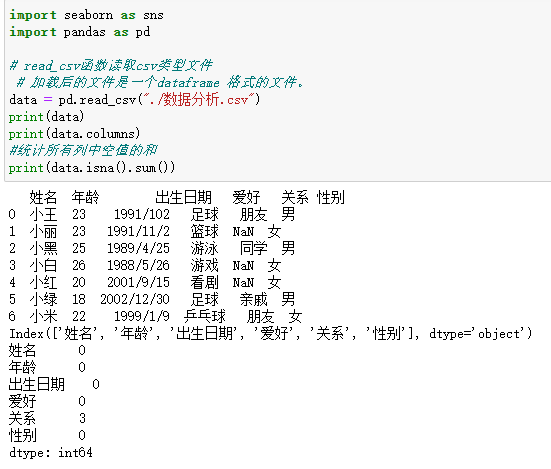 import seaborn as sns
import pandas as pd
# read_csv函数读取csv类型文件
# 加载后的文件是一个dataframe 格式的文件。
data = pd.read_csv("./数据分析.csv")
print(data)
print(data.columns)
#统计所有列中空值的和
print(data.isna().sum())
姓名 年龄 出生日期 爱好 关系 性别
0 小王 23 1991/102 足球 朋友 男
1 小丽 23 1991/11/2 篮球 NaN 女
2 小黑 25 1989/4/25 游泳 同学 男
3 小白 26 1988/5/26 游戏 NaN 女
4 小红 20 2001/9/15 看剧 NaN 女
5 小绿 18 2002/12/30 足球 亲戚 男
6 小米 22 1999/1/9 乒乓球 朋友 女
Index(['姓名', '年龄', '出生日期', '爱好', '关系', '性别'], dtype='object')
姓名 0
年龄 0
出生日期 0
爱好 0
关系 3
性别 0
dtype: int64